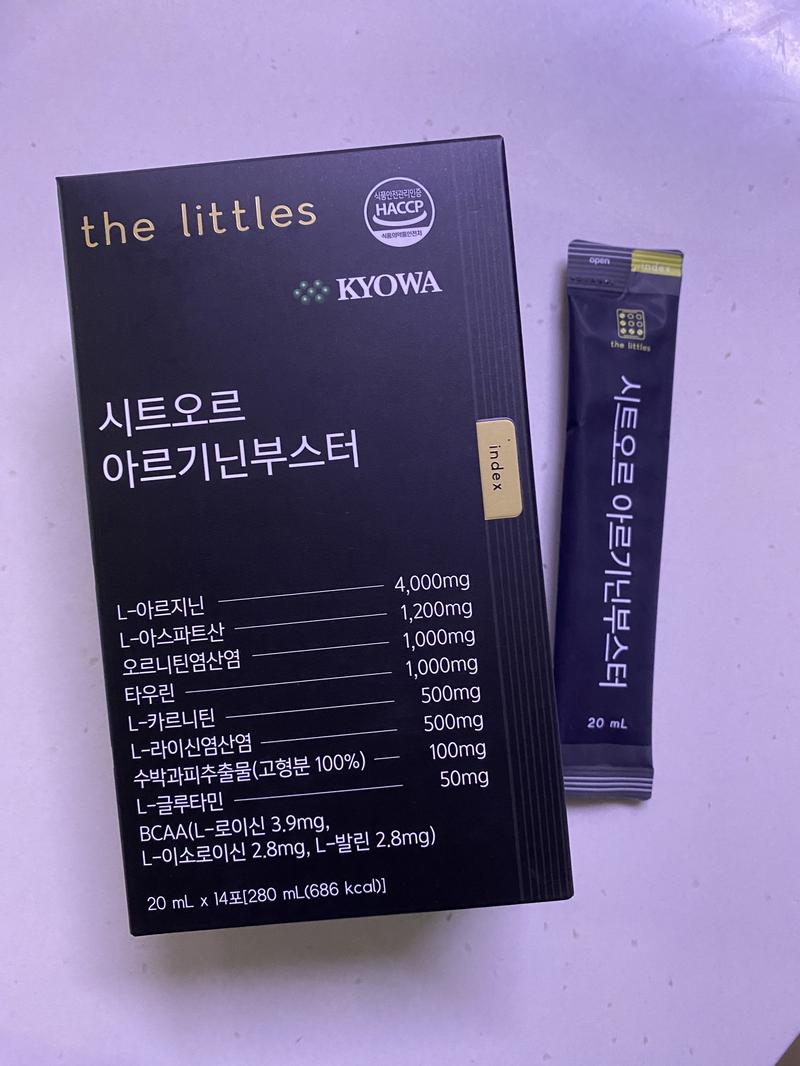 the littles
식품안전관리인증
HACCP
식품의약품안전처
KYOWA
시트오르
아르기닌부스터
index
L-아르지닌 4,000mg
L-아스파트산 1,200mg
오르니틴염산염 1,000mg
타우린 1,000mg
L-카르니틴 500mg
L-라이신염산염 500mg
수박과피추출물(고형분 100%) 100mg
L-글루타민 50mg
BCAA(L-로이신 3.9mg,
L-이소로이신 2.8mg, L-발린 2.8mg)
20 mL x 14포[280 mL(686 kcal)]
open
index
the littles
시트오르 아르기닌부스터
20 mL